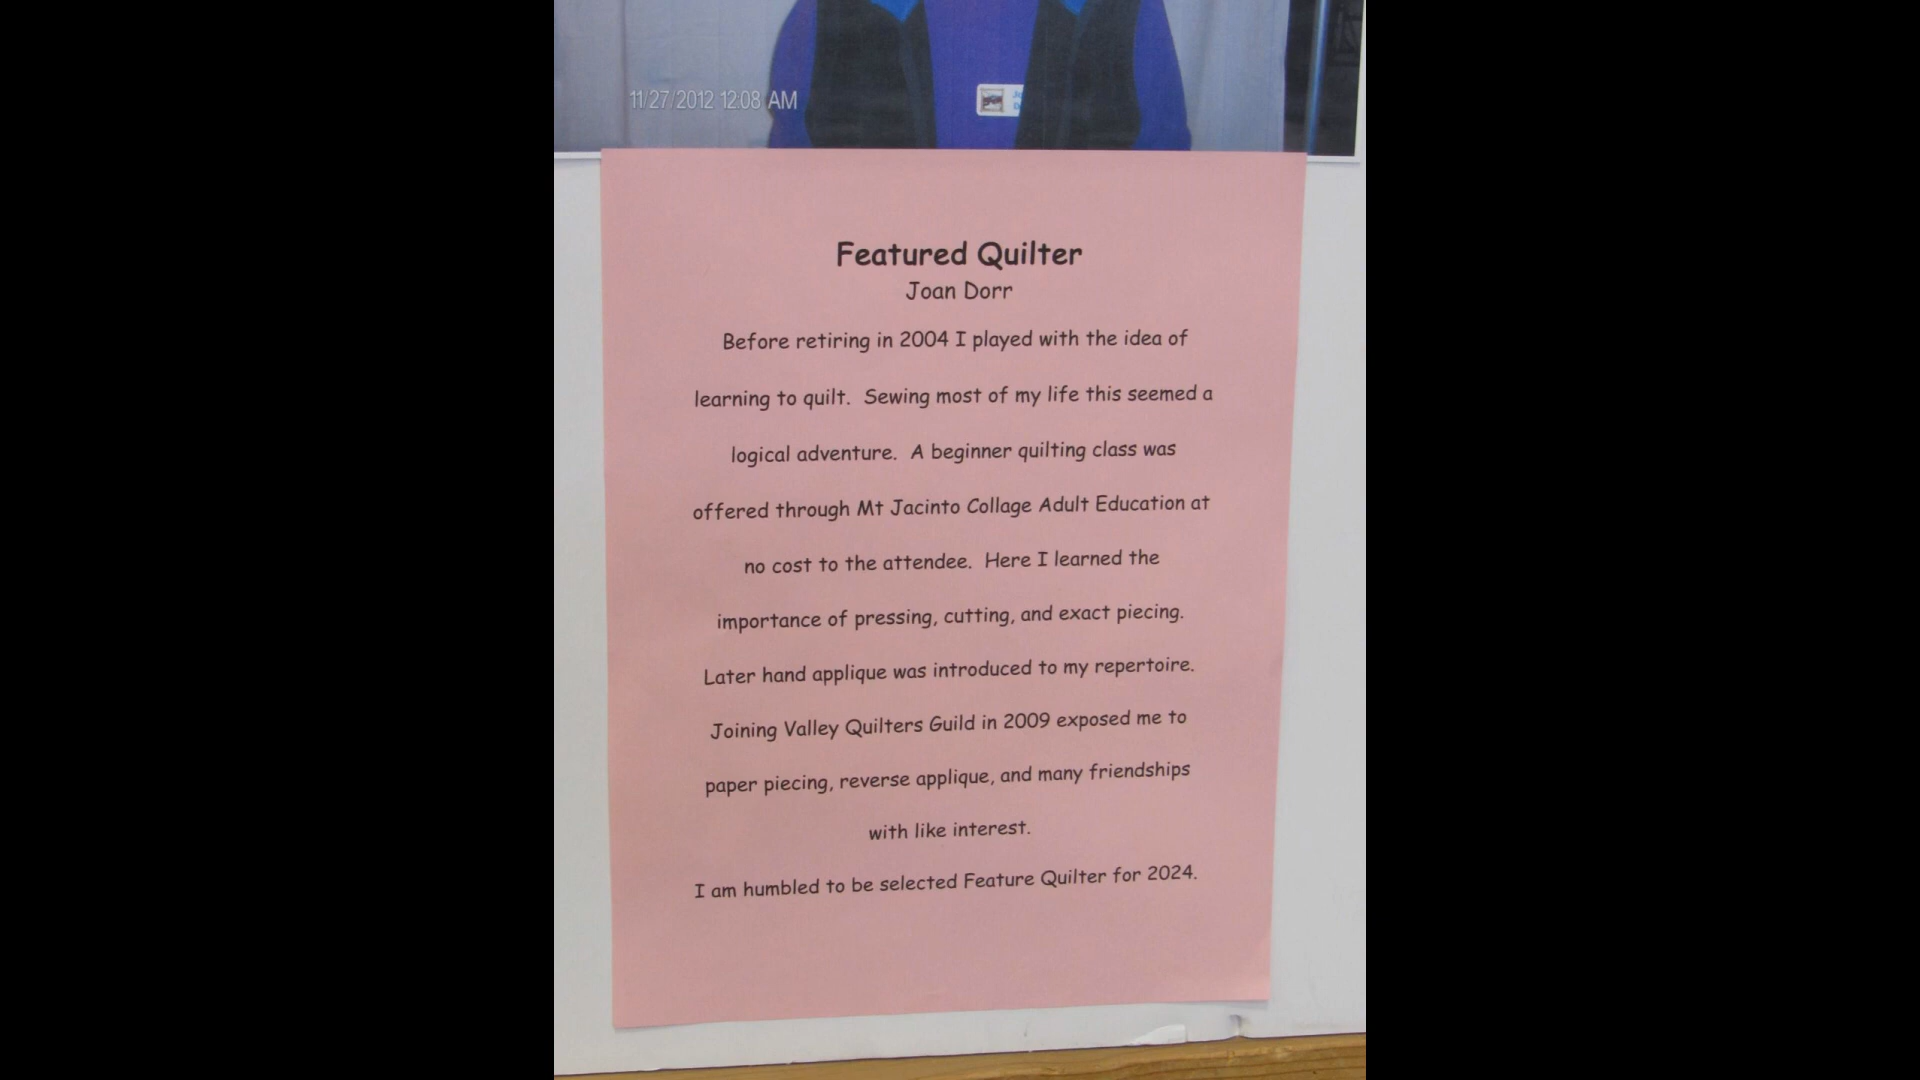 11/27/2012 12:08 AM
Featured Quilter
Joan Dorr
Before retiring in 2004 I played with the idea of
learning to quilt. Sewing most of my life this seemed a
logical adventure. A beginner quilting class was
offered through Mt Jacinto Collage Adult Education at
no cost to the attendee. Here I learned the
importance of pressing, cutting, and exact piecing.
Later hand applique was introduced to my repertoire.
Joining Valley Quilters Guild in 2009 exposed me to
paper piecing, reverse applique, and many friendships
with like interest.
I am humbled to be selected Feature Quilter for 2024.